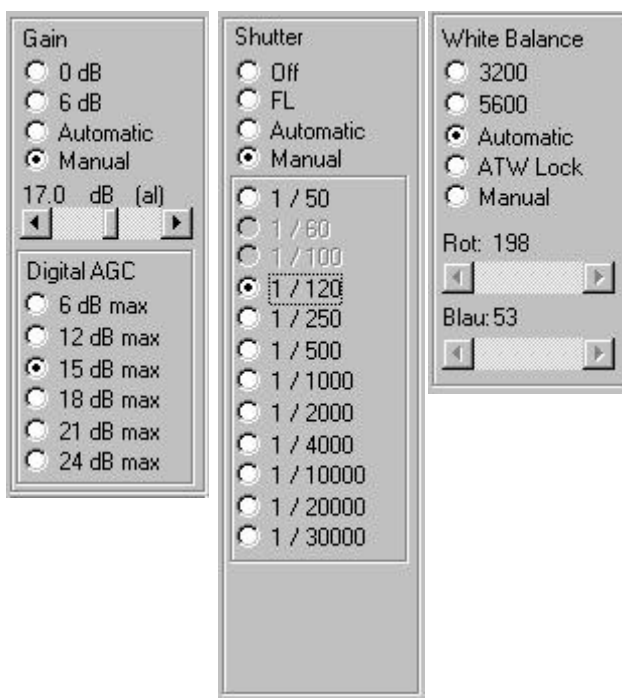 Gain
0 dB
6 dB
Automatic
Manual
17.0 dB (al)
Digital AGC
6 dB max
12 dB max
15 dB max
18 dB max
21 dB max
24 dB max
Shutter
Off
FL
Automatic
Manual
1 / 50
1 / 60
1 / 100
1 / 120
1 / 250
1 / 500
1 / 1000
1 / 2000
1 / 4000
1 / 10000
1 / 20000
1 / 30000
White Balance
3200
5600
Automatic
ATW Lock
Manual
Rot: 198
Blau: 53